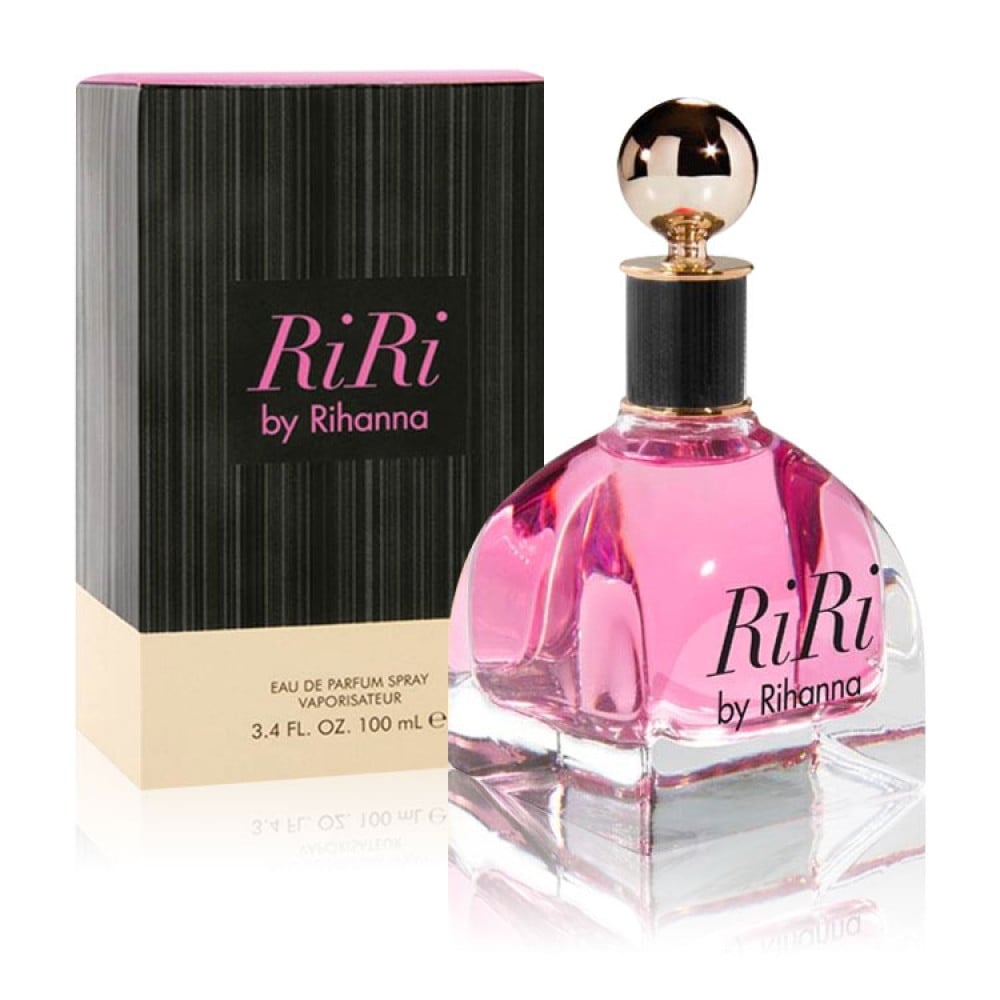 RiRi
by Rihanna
EAU DE PARFUM SPRAY
VAPORISATEUR
3.4 FL. OZ. 100 mL ℮
RiRi
by Rihanna